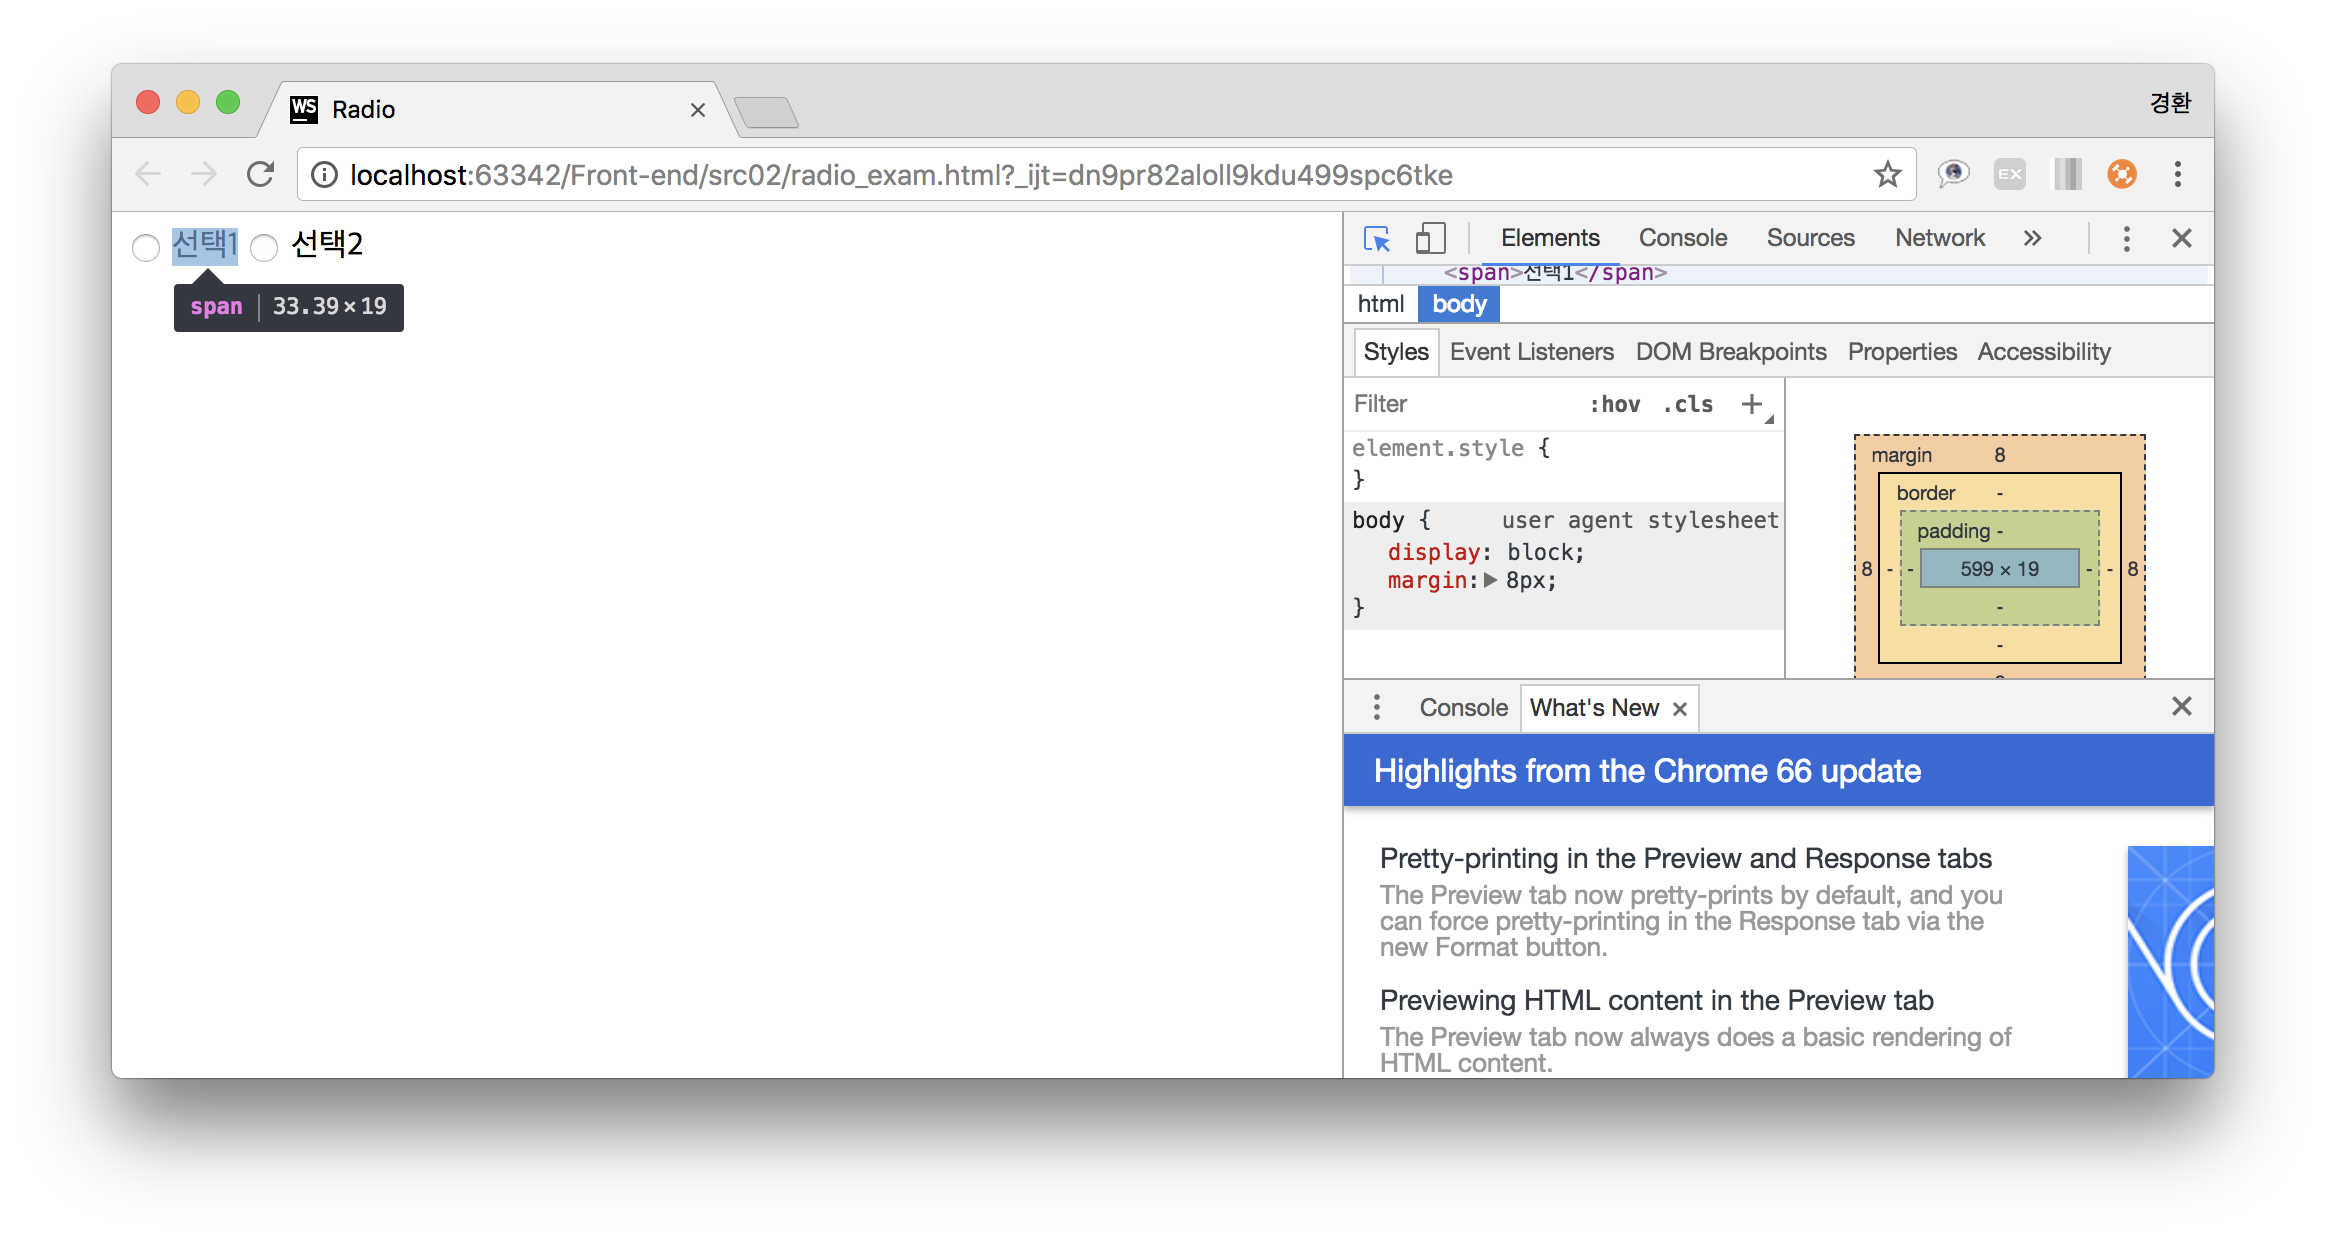 WS Radio
경환
localhost:63342/Front-end/src02/radio_exam.html?_ijt=dn9pr82aloll9kdu499spc6tke
EX
선택1 선택2
span 33.39×19
Elements Console Sources Network »
<span>선택1</span>
html body
Styles Event Listeners DOM Breakpoints Properties Accessibility
Filter :hov .cls +
element.style {
}
body { user agent stylesheet
display: block;
margin: 8px;
}
margin 8
border -
padding -
8 - - 599 × 19 - - 8
-
-
Console What's New
Highlights from the Chrome 66 update
Pretty-printing in the Preview and Response tabs
The Preview tab now pretty-prints by default, and you
can force pretty-printing in the Response tab via the
new Format button.
Previewing HTML content in the Preview tab
The Preview tab now always does a basic rendering of
HTML content.